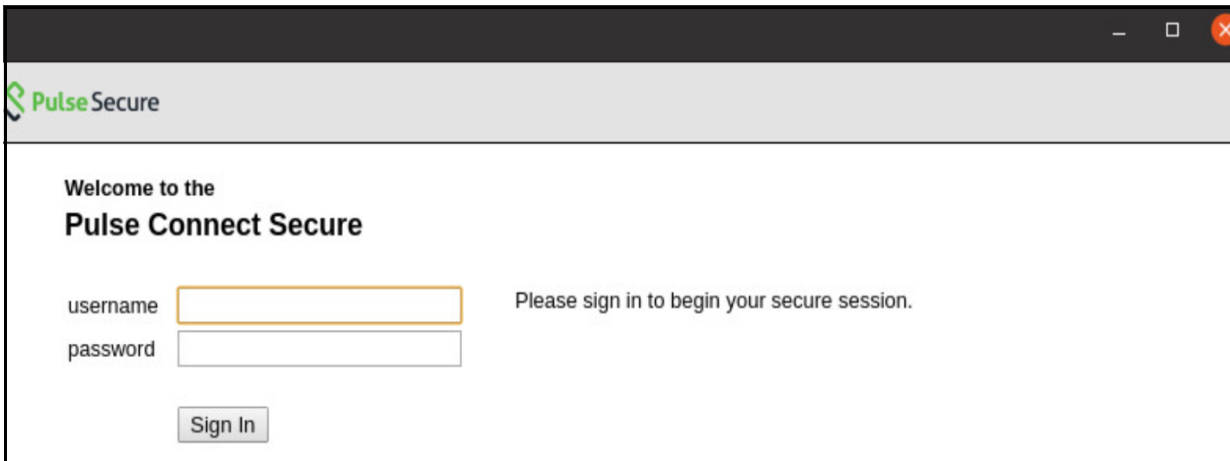 Pulse Secure
Welcome to the
Pulse Connect Secure
username
Please sign in to begin your secure session.
password
Sign In